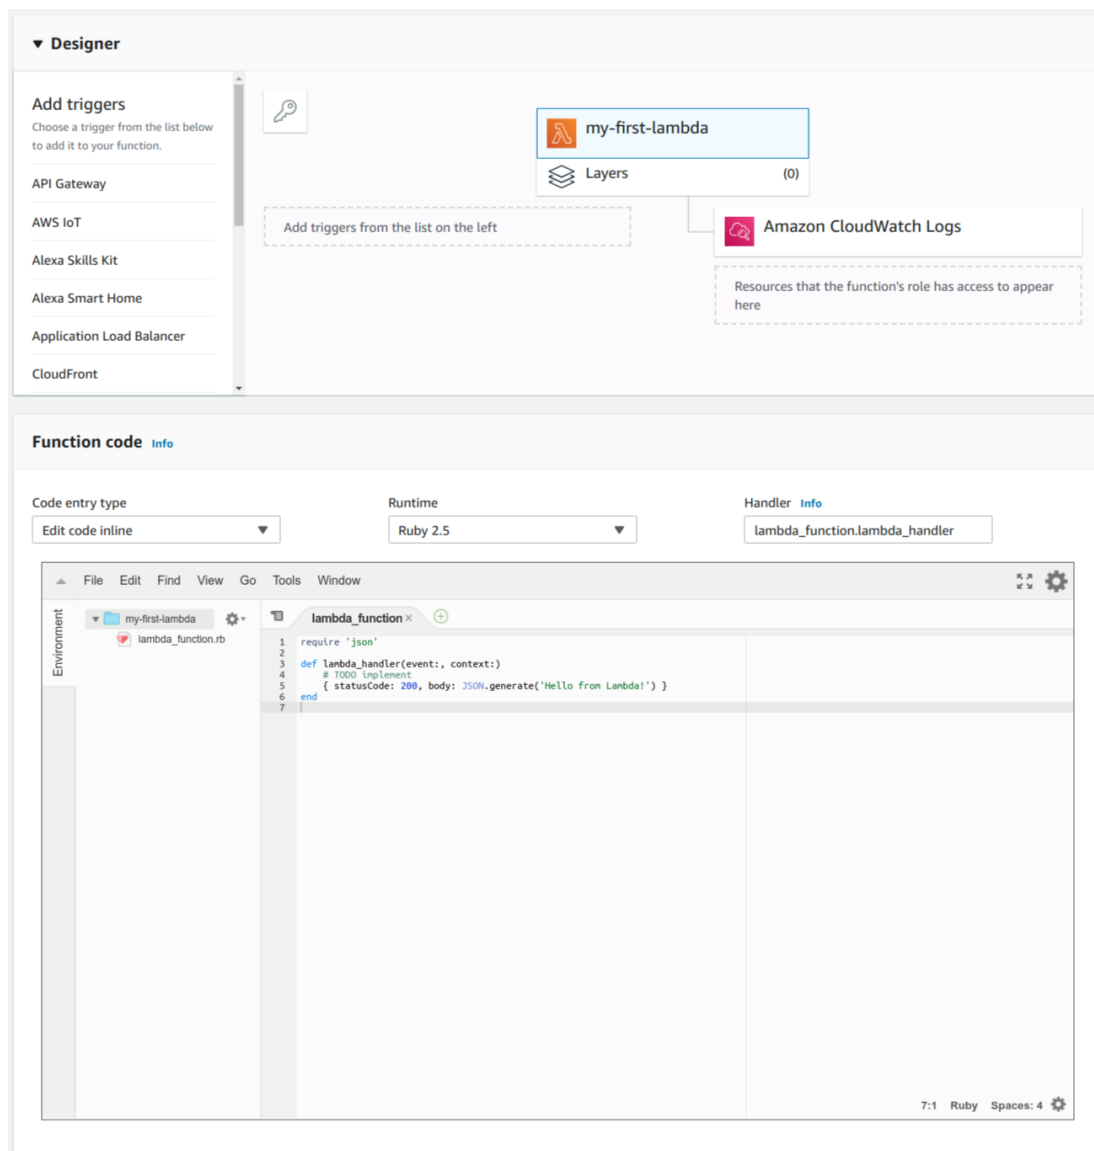 Designer
Add triggers
Choose a trigger from the list below
to add it to your function.
API Gateway
AWS IoT
Alexa Skills Kit
Alexa Smart Home
Application Load Balancer
CloudFront
my-first-lambda
Layers (0)
Add triggers from the list on the left
Amazon CloudWatch Logs
Resources that the function's role has access to appear
here
Function code Info
Code entry type Runtime Handler Info
Edit code inline Ruby 2.5 lambda_function.lambda_handler
File Edit Find View Go Tools Window
Environment
my-first-lambda
lambda_function.rb
lambda_function
1 require 'json'
2
3 def lambda_handler(event:, context:)
4     # TODO implement
5     { statusCode: 200, body: JSON.generate('Hello from Lambda!') }
6 end
7
7:1 Ruby Spaces: 4